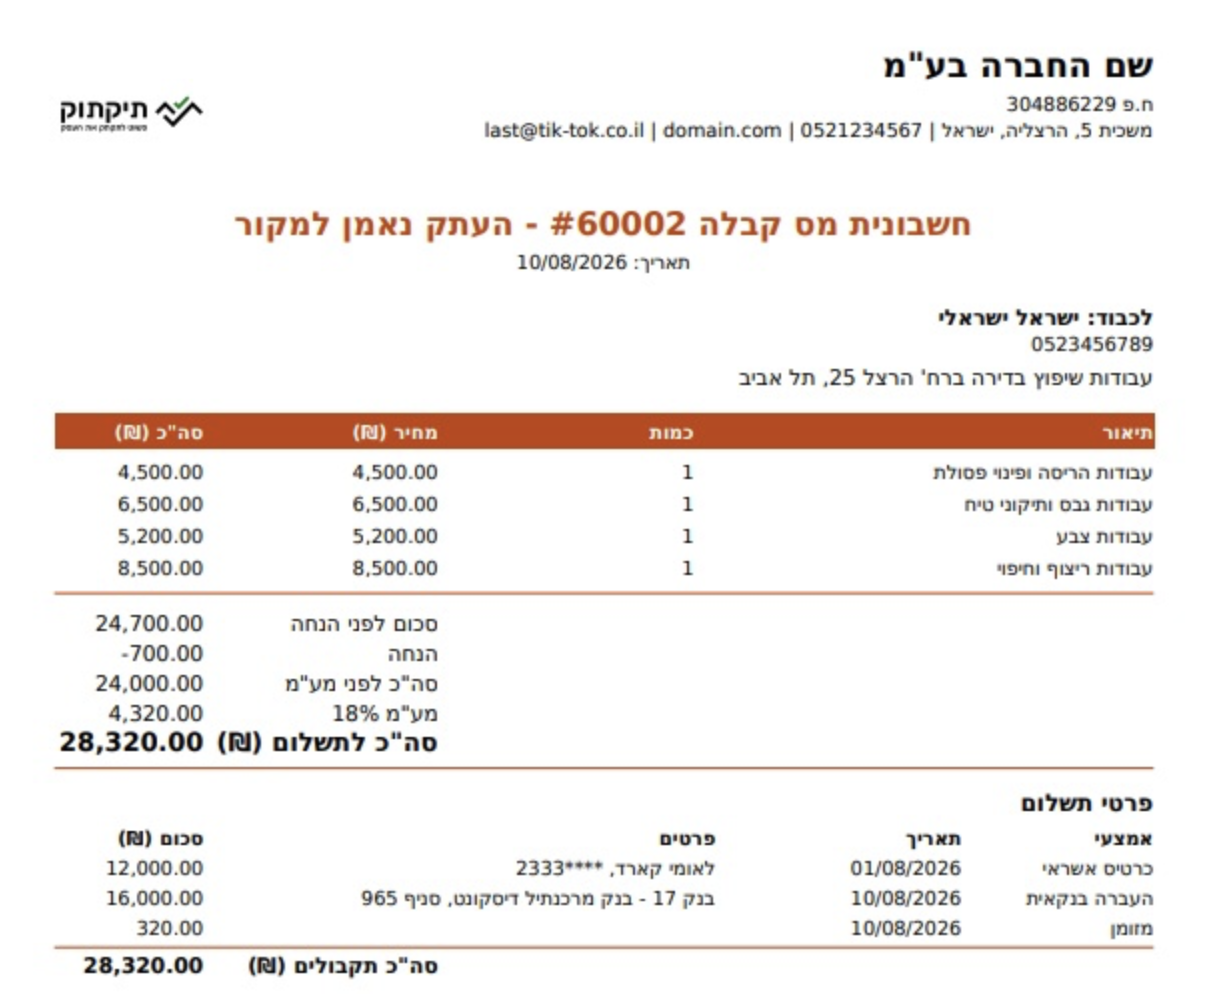 שם החברה בע"מ
ח.פ 304886229
משכית 5, הרצליה, ישראל | 0521234567 | domain.com | last@tik-tok.co.il
תיקתוק
פשוט לתקתק את העסק
חשבונית מס קבלה 60002# - העתק נאמן למקור
תאריך: 10/08/2026
לכבוד: ישראל ישראלי
0523456789
עבודות שיפוץ בדירה ברח' הרצל 25, תל אביב
תיאור כמות מחיר (₪) סה"כ (₪)
עבודות הריסה ופינוי פסולת 1 4,500.00 4,500.00
עבודות גבס ותיקוני טיח 1 6,500.00 6,500.00
עבודות צבע 1 5,200.00 5,200.00
עבודות ריצוף וחיפוי 1 8,500.00 8,500.00
סכום לפני הנחה 24,700.00
הנחה -700.00
סה"כ לפני מע"מ 24,000.00
מע"מ 18% 4,320.00
סה"כ לתשלום (₪) 28,320.00
פרטי תשלום
אמצעי תאריך פרטים סכום (₪)
כרטיס אשראי 01/08/2026 לאומי קארד, ****2333 12,000.00
העברה בנקאית 10/08/2026 בנק 17 - בנק מרכנתיל דיסקונט, סניף 965 16,000.00
מזומן 10/08/2026 320.00
סה"כ תקבולים (₪) 28,320.00